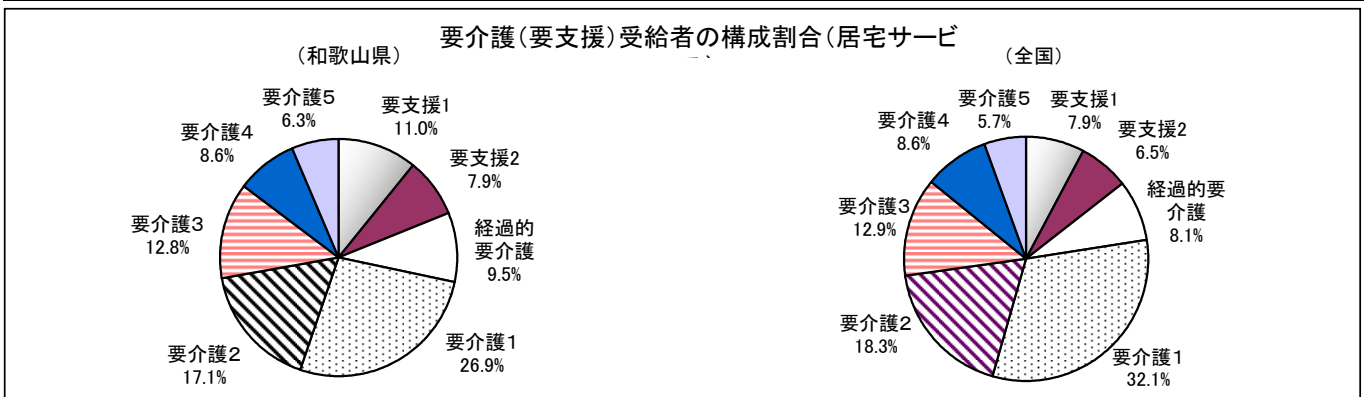 要介護(要支援)受給者の構成割合(居宅サービ
(和歌山県)
要支援1
11.0%
要支援2
7.9%
経過的
要介護
9.5%
要介護1
26.9%
要介護2
17.1%
要介護3
12.8%
要介護4
8.6%
要介護5
6.3%
(全国)
要支援1
7.9%
要支援2
6.5%
経過的要
介護
8.1%
要介護1
32.1%
要介護2
18.3%
要介護3
12.9%
要介護4
8.6%
要介護5
5.7%